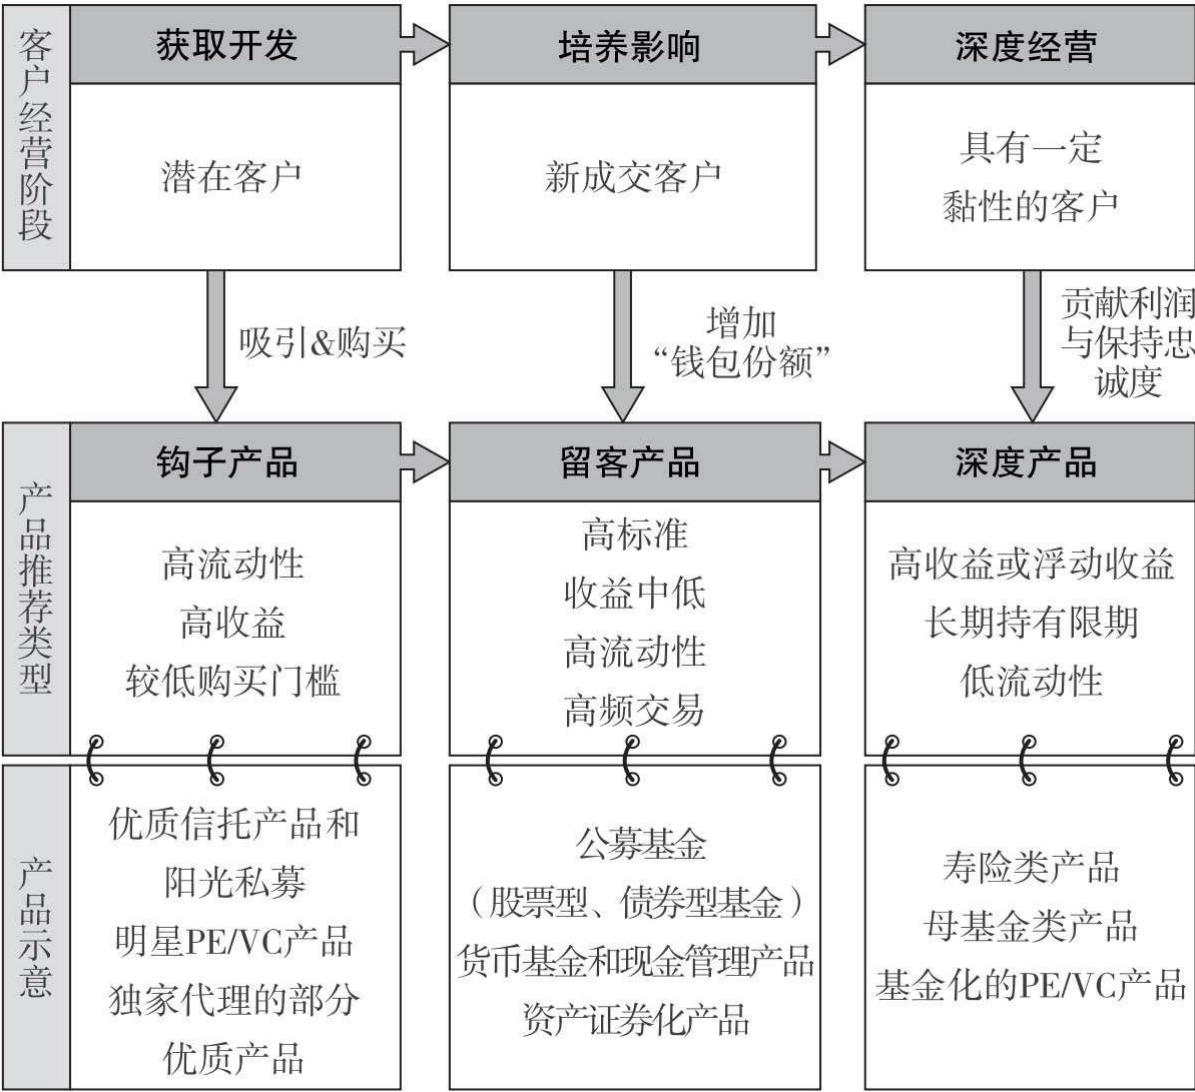 客户经营阶段
获取开发
培养影响
深度经营
潜在客户
新成交客户
具有一定
黏性的客户
吸引&购买
增加
“钱包份额”
贡献利润
与保持忠
诚度
产品推荐类型
钩子产品
留客产品
深度产品
高流动性
高收益
较低购买门槛
高标准
收益中低
高流动性
高频交易
高收益或浮动收益
长期持有限期
低流动性
产品示意
优质信托产品和
阳光私募
明星PE/VC产品
独家代理的部分
优质产品
公募基金
（股票型、债券型基金）
货币基金和现金管理产品
资产证券化产品
寿险类产品
母基金类产品
基金化的PE/VC产品